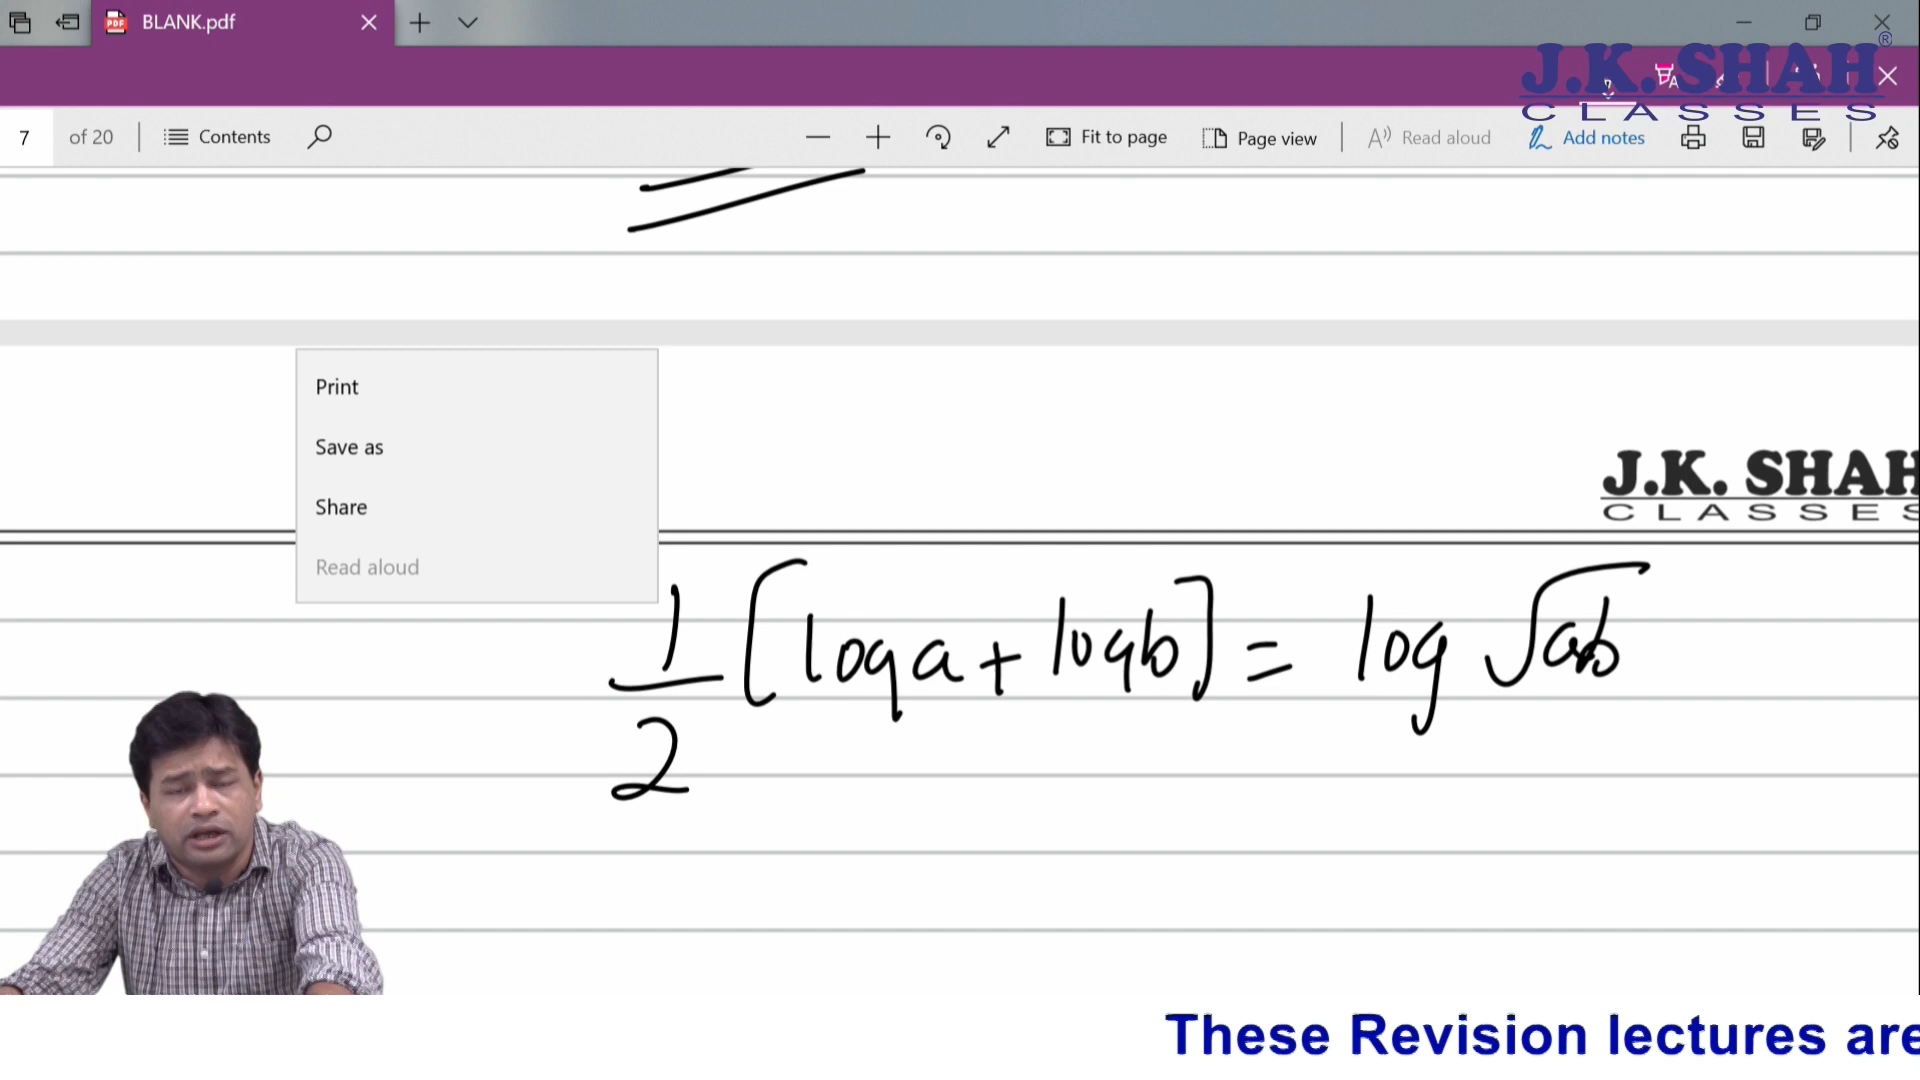 BLANK.pdf
J.K.SHAH®
CLASSES
7 of 20 Contents Fit to page Page view Read aloud Add notes
Print
Save as
Share
Read aloud
J.K. SHAH
CLASSES
1/2 [log a + log b] = log √ab
These Revision lectures are